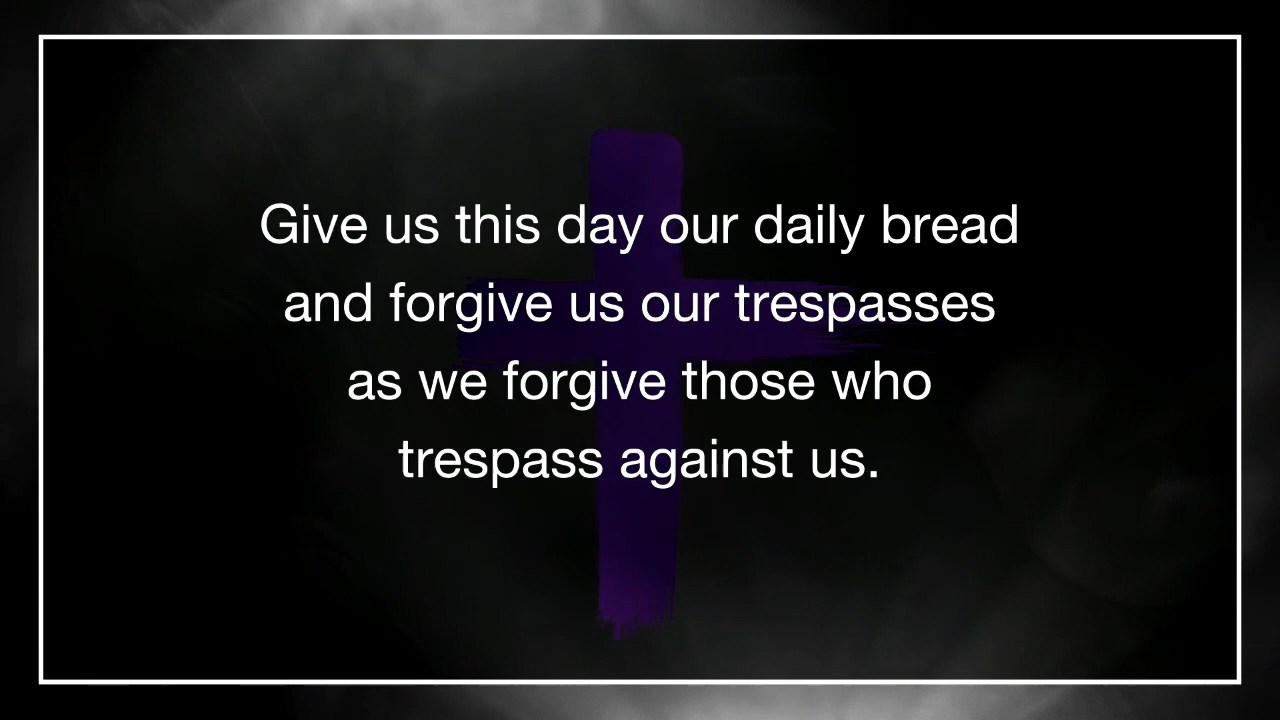 Give us this day our daily bread
and forgive us our trespasses
as we forgive those who
trespass against us.